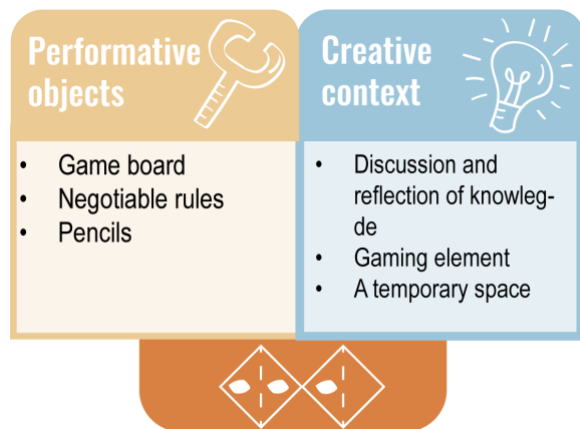 Performative
objects
• Game board
• Negotiable rules
• Pencils
Creative
context
• Discussion and
reflection of knowleg-
de
• Gaming element
• A temporary space